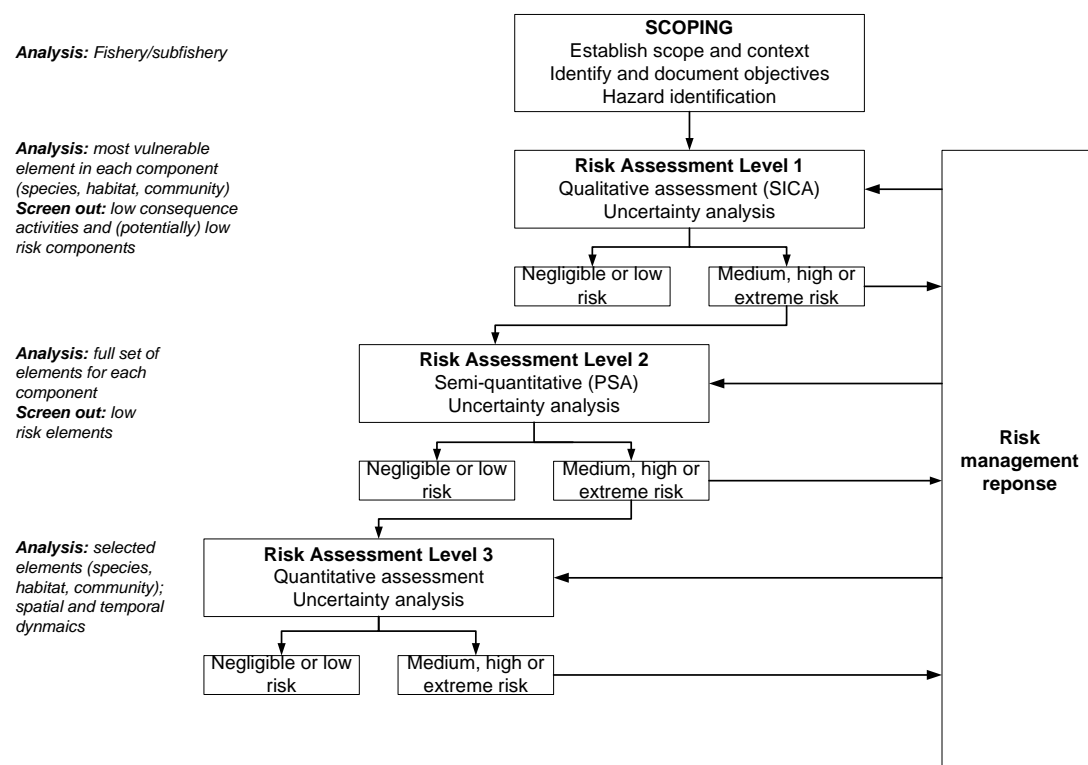 SCOPING
Establish scope and context
Identify and document objectives
Hazard identification
Analysis: Fishery/subfishery
Analysis: most vulnerable
element in each component
(species, habitat, community)
Screen out: low consequence
activities and (potentially) low
risk components
Risk Assessment Level 1
Qualitative assessment (SICA)
Uncertainty analysis
Negligible or low
risk
Medium, high or
extreme risk
Analysis: full set of
elements for each
component
Screen out: low
risk elements
Risk Assessment Level 2
Semi-quantitative (PSA)
Uncertainty analysis
Negligible or low
risk
Medium, high or
extreme risk
Risk
management
reponse
Analysis: selected
elements (species,
habitat, community);
spatial and temporal
dynmaics
Risk Assessment Level 3
Quantitative assessment
Uncertainty analysis
Negligible or low
risk
Medium, high or
extreme risk